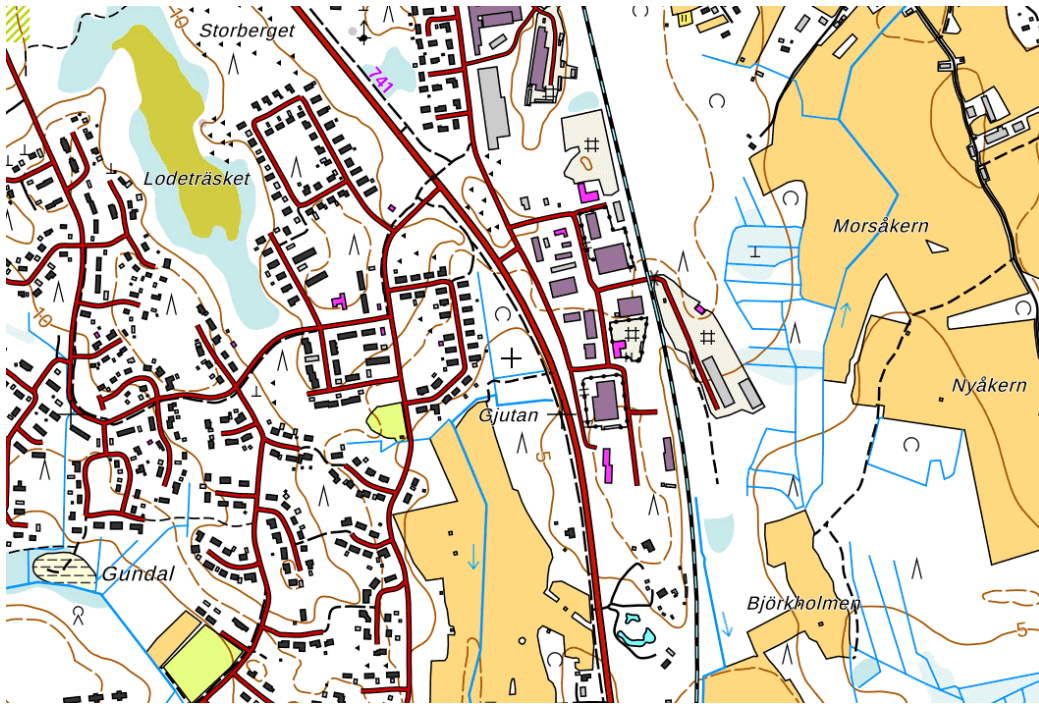 10
Storberget
741
Lodeträsket
Morsåkern
10
Nyåkern
Gjutan
5
Gundal
Björkholmen
5